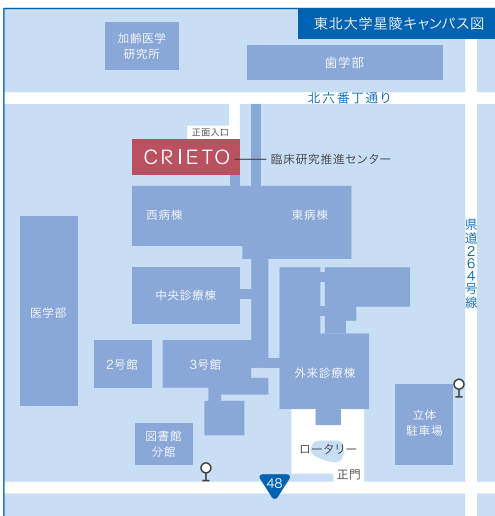 東北大学星陵キャンパス図
加齢医学
研究所
歯学部
北六番丁通り
正面入口
CRIETO
臨床研究推進センター
西病棟
東病棟
県道264号線
中央診療棟
医学部
2号館
3号館
外来診療棟
立体
駐車場
図書館
分館
ロータリー
正門
48